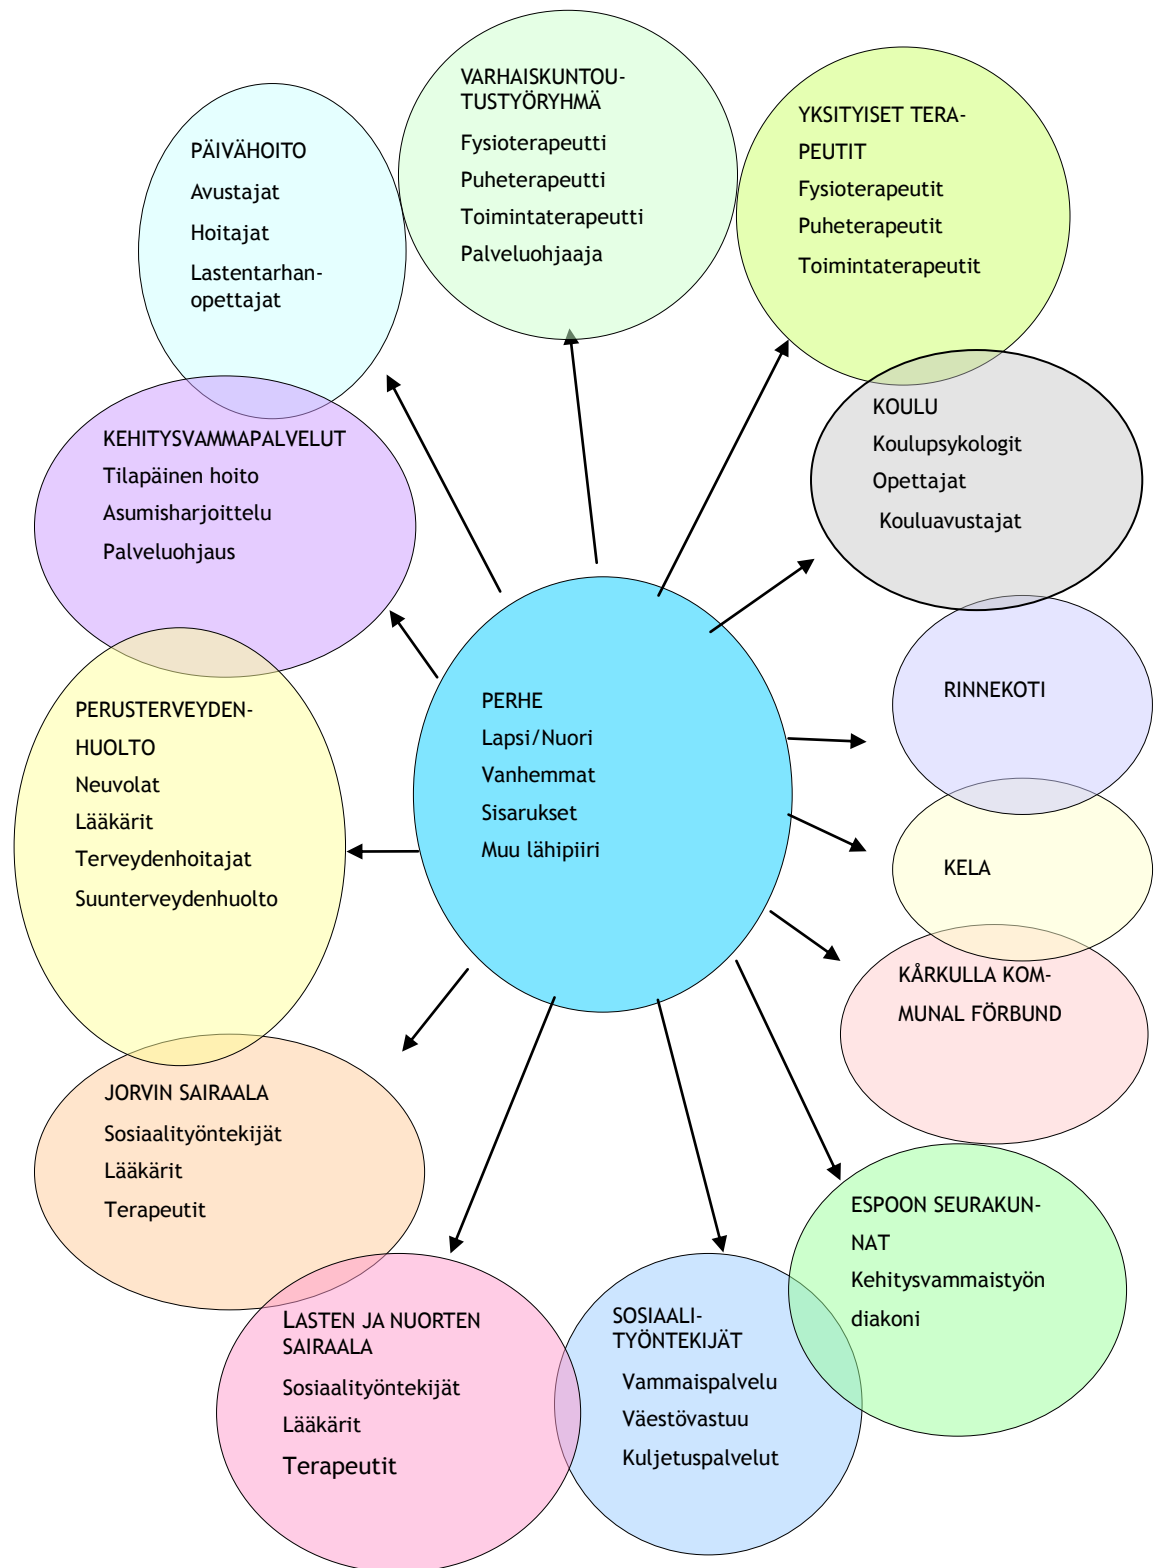 VARHAISKUNTOU-
TUSTYÖRYHMÄ
Fysioterapeutti
Puheterapeutti
Toimintaterapeutti
Palveluohjaaja
YKSITYISET TERA-
PEUTIT
Fysioterapeutit
Puheterapeutit
Toimintaterapeutit
PÄIVÄHOITO
Avustajat
Hoitajat
Lastentarhan-
opettajat
KOULU
Koulupsykologit
Opettajat
Kouluavustajat
KEHITYSVAMMAPALVELUT
Tilapäinen hoito
Asumisharjoittelu
Palveluohjaus
RINNEKOTI
PERHE
Lapsi/Nuori
Vanhemmat
Sisarukset
Muu lähipiiri
PERUSTERVEYDEN-
HUOLTO
Neuvolat
Lääkärit
Terveydenhoitajat
Suunterveydenhuolto
KELA
KÅRKULLA KOM-
MUNAL FÖRBUND
JORVIN SAIRAALA
Sosiaalityöntekijät
Lääkärit
Terapeutit
ESPOON SEURAKUN-
NAT
Kehitysvammaistyön
diakoni
LASTEN JA NUORTEN
SAIRAALA
Sosiaalityöntekijät
Lääkärit
Terapeutit
SOSIAALI-
TYÖNTEKIJÄT
Vammaispalvelu
Väestövastuu
Kuljetuspalvelut